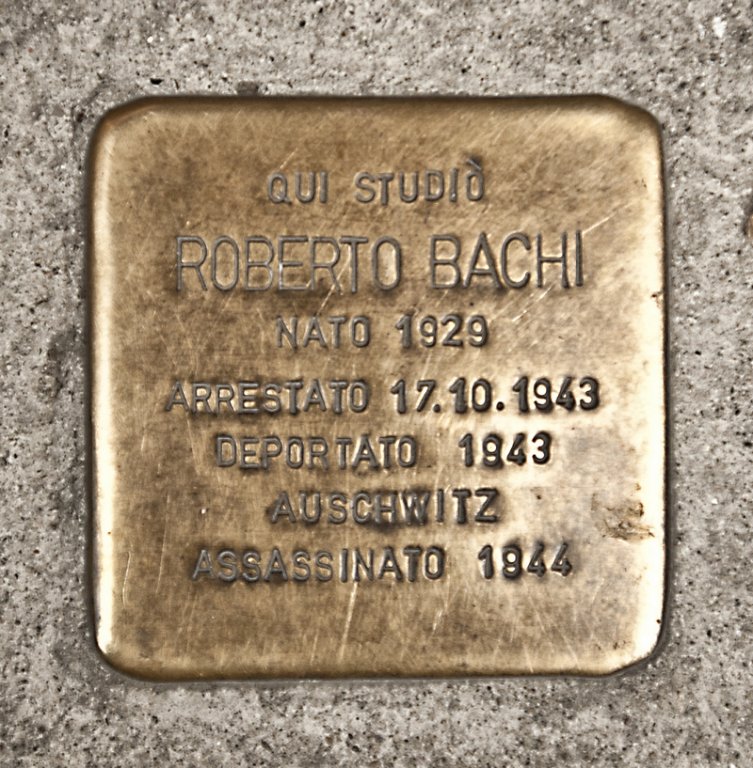 QUI STUDIÒ
ROBERTO BACHI
NATO 1929
ARRESTATO 17.10.1943
DEPORTATO 1943
AUSCHWITZ
ASSASSINATO 1944